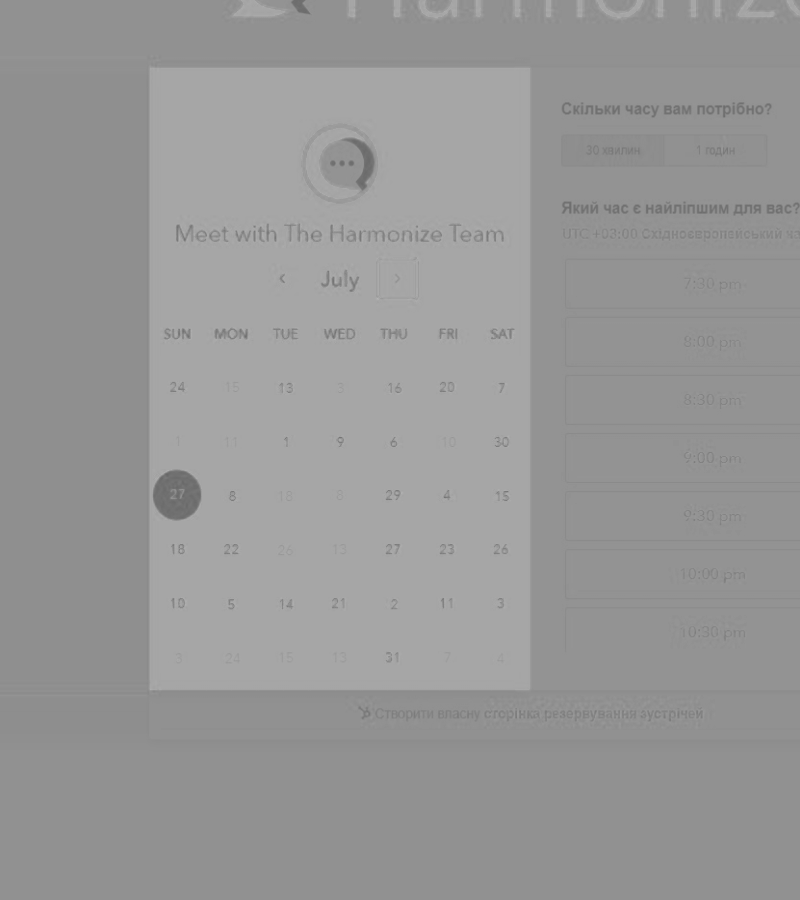 Harmonize
Meet with The Harmonize Team
July
SUN MON TUE WED THU FRI SAT
24 15 13 3 16 20 7
1 11 1 9 6 10 30
27 8 18 8 29 4 15
18 22 26 13 27 23 26
10 5 14 21 2 11 3
3 24 15 13 31 7 4
Скільки часу вам потрібно?
30 хвилин 1 годин
Який час є найліпшим для вас?
UTC +03:00 Східноєвропейський
7:30 pm
8:00 pm
8:30 pm
9:00 pm
9:30 pm
10:00 pm
10:30 pm
Створити власну сторінка резервування зустрічей